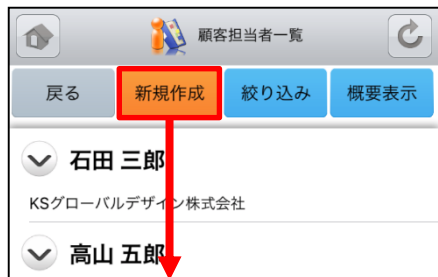 顧客担当者一覧
戻る 新規作成 絞り込み 概要表示
石田 三郎
KSグローバルデザイン株式会社
高山 五郎